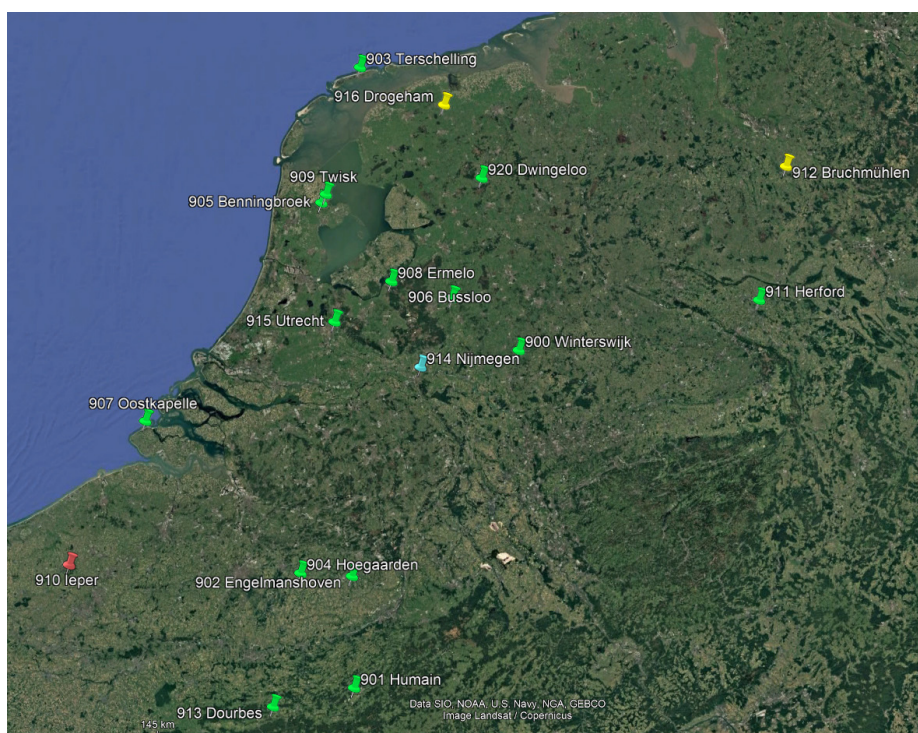 903 Terschelling
916 Drogeham
920 Dwingeloo
912 Bruchmühlen
909 Twisk
905 Benningbroek
908 Ermelo
906 Bussloo
911 Herford
915 Utrecht
900 Winterswijk
914 Nijmegen
907 Oostkapelle
910 Ieper
904 Hoegaarden
902 Engelmanshoven
901 Humain
913 Dourbes
Data SIO, NOAA, U.S. Navy, NGA, GEBCO
Image Landsat / Copernicus
145 km